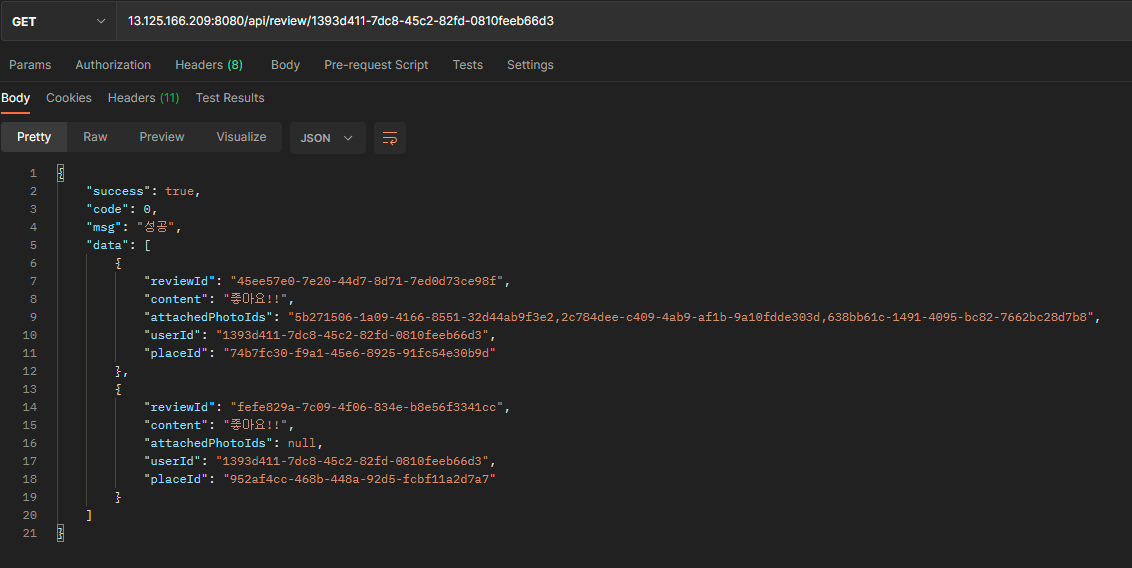 GET 13.125.166.209:8080/api/review/1393d411-7dc8-45c2-82fd-0810feeb66d3
Params Authorization Headers (8) Body Pre-request Script Tests Settings
Body Cookies Headers (11) Test Results
Pretty Raw Preview Visualize JSON
1 {
2 "success": true,
3 "code": 0,
4 "msg": "성공",
5 "data": [
6 {
7 "reviewId": "45ee57e0-7e20-44d7-8d71-7ed0d73ce98f",
8 "content": "좋아요!!",
9 "attachedPhotoIds": "5b271506-1a09-4166-8551-32d44ab9f3e2,2c784dee-c409-4ab9-af1b-9a10fdde303d,638bb61c-1491-4095-bc82-7662bc28d7b8",
10 "userId": "1393d411-7dc8-45c2-82fd-0810feeb66d3",
11 "placeId": "74b7fc30-f9a1-45e6-8925-91fc54e30b9d"
12 },
13 {
14 "reviewId": "fefe829a-7c09-4f06-834e-b8e56f3341cc",
15 "content": "좋아요!!",
16 "attachedPhotoIds": null,
17 "userId": "1393d411-7dc8-45c2-82fd-0810feeb66d3",
18 "placeId": "952af4cc-468b-448a-92d5-fcbf11a2d7a7"
19 }
20 ]
21 }